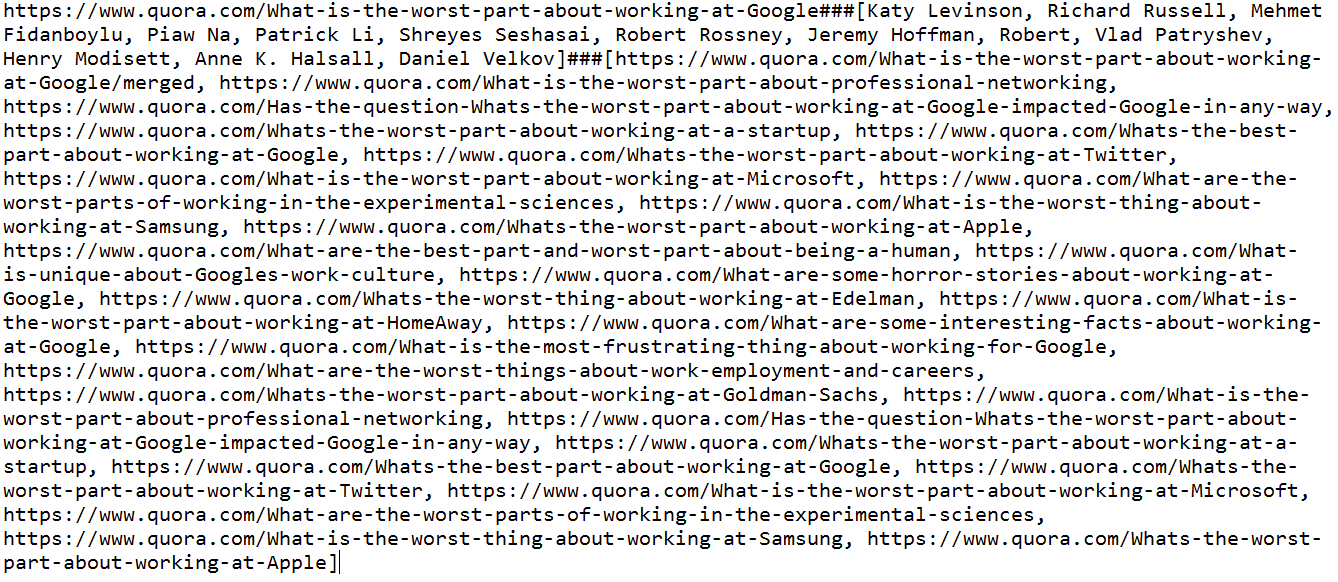 https://www.quora.com/What-is-the-worst-part-about-working-at-Google###[Katy Levinson, Richard Russell, Mehmet
Fidanboylu, Piaw Na, Patrick Li, Shreyes Seshasai, Robert Rossney, Jeremy Hoffman, Robert, Vlad Patryshev,
Henry Modisett, Anne K. Halsall, Daniel Velkov]###[https://www.quora.com/What-is-the-worst-part-about-working-
at-Google/merged, https://www.quora.com/What-is-the-worst-part-about-professional-networking,
https://www.quora.com/Has-the-question-Whats-the-worst-part-about-working-at-Google-impacted-Google-in-any-way,
https://www.quora.com/Whats-the-worst-part-about-working-at-a-startup, https://www.quora.com/Whats-the-best-
part-about-working-at-Google, https://www.quora.com/Whats-the-worst-part-about-working-at-Twitter,
https://www.quora.com/What-is-the-worst-part-about-working-at-Microsoft, https://www.quora.com/What-are-the-
worst-parts-of-working-in-the-experimental-sciences, https://www.quora.com/What-is-the-worst-thing-about-
working-at-Samsung, https://www.quora.com/Whats-the-worst-part-about-working-at-Apple,
https://www.quora.com/What-are-the-best-part-and-worst-part-about-being-a-human, https://www.quora.com/What-
is-unique-about-Googles-work-culture, https://www.quora.com/What-are-some-horror-stories-about-working-at-
Google, https://www.quora.com/Whats-the-worst-thing-about-working-at-Edelman, https://www.quora.com/What-is-
the-worst-part-about-working-at-HomeAway, https://www.quora.com/What-are-some-interesting-facts-about-working-
at-Google, https://www.quora.com/What-is-the-most-frustrating-thing-about-working-for-Google,
https://www.quora.com/What-are-the-worst-things-about-work-employment-and-careers,
https://www.quora.com/Whats-the-worst-part-about-working-at-Goldman-Sachs, https://www.quora.com/What-is-the-
worst-part-about-professional-networking, https://www.quora.com/Has-the-question-Whats-the-worst-part-about-
working-at-Google-impacted-Google-in-any-way, https://www.quora.com/Whats-the-worst-part-about-working-at-a-
startup, https://www.quora.com/Whats-the-best-part-about-working-at-Google, https://www.quora.com/Whats-the-
worst-part-about-working-at-Twitter, https://www.quora.com/What-is-the-worst-part-about-working-at-Microsoft,
https://www.quora.com/What-are-the-worst-parts-of-working-in-the-experimental-sciences,
https://www.quora.com/What-is-the-worst-thing-about-working-at-Samsung, https://www.quora.com/Whats-the-worst-
part-about-working-at-Apple]